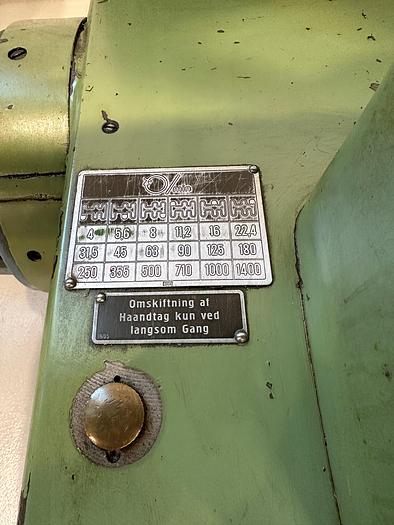 O/min
4 5,6 8 11,2 16 22,4
31,5 45 63 90 125 180
250 355 500 710 1000 1400
Omskiftning af
Haandtag kun ved
langsom Gang